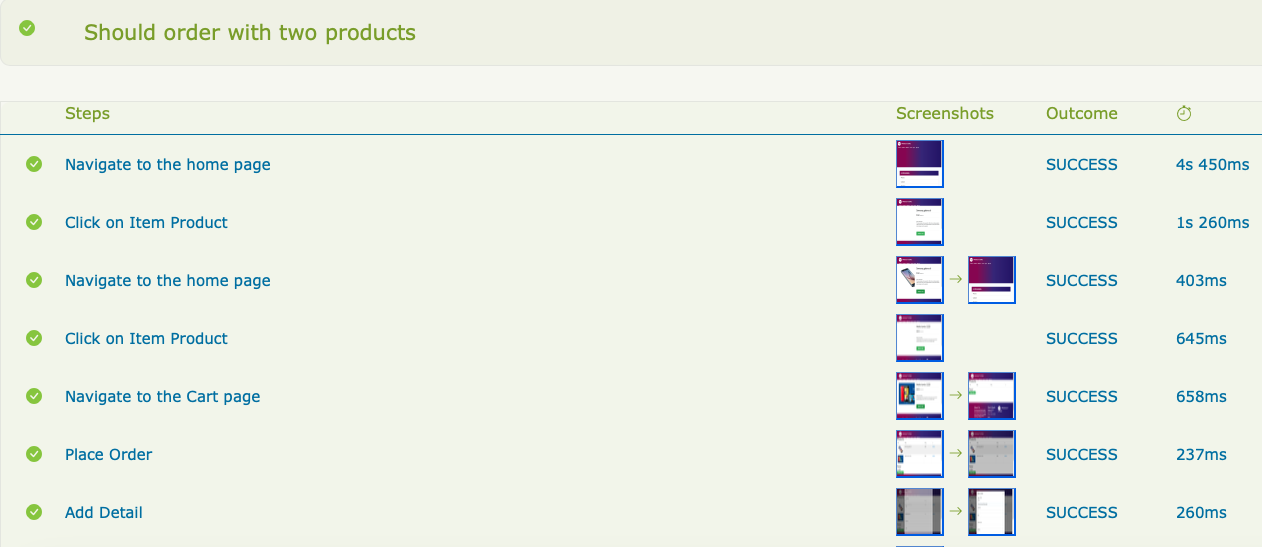 Should order with two products
Steps Screenshots Outcome
Navigate to the home page SUCCESS 4s 450ms
Click on Item Product SUCCESS 1s 260ms
Navigate to the home page SUCCESS 403ms
Click on Item Product SUCCESS 645ms
Navigate to the Cart page SUCCESS 658ms
Place Order SUCCESS 237ms
Add Detail SUCCESS 260ms